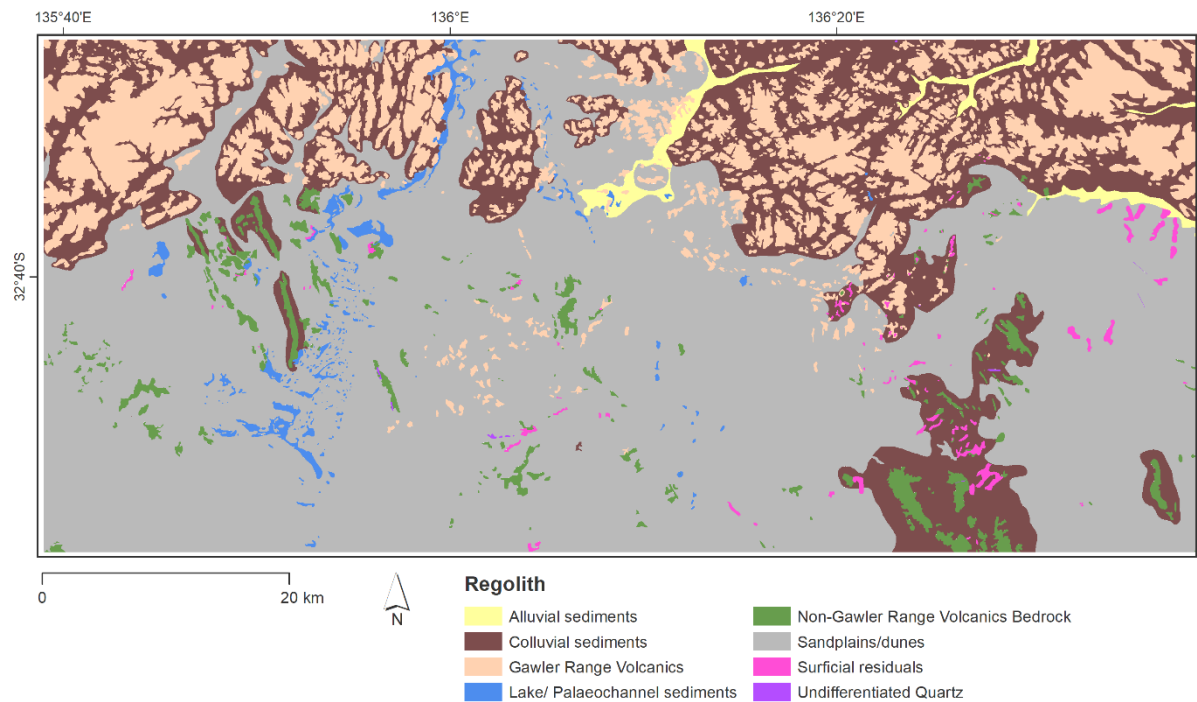 135°40'E
136°E
136°20'E
32°40'S
0
20 km
N
Regolith
Alluvial sediments
Colluvial sediments
Gawler Range Volcanics
Lake/ Palaeochannel sediments
Non-Gawler Range Volcanics Bedrock
Sandplains/dunes
Surficial residuals
Undifferentiated Quartz